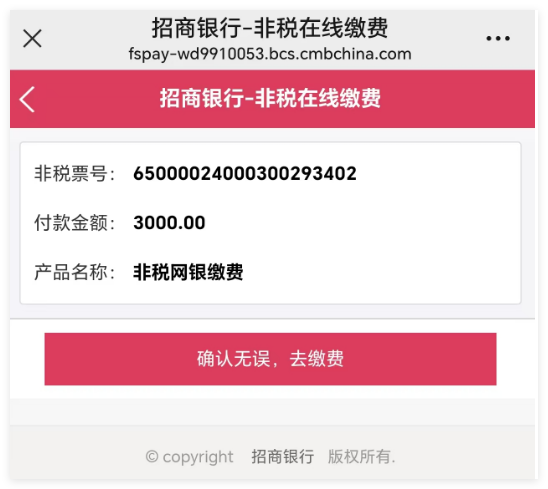 招商银行-非税在线缴费
fspay-wd9910053.bcs.cmbchina.com
招商银行-非税在线缴费
非税票号： 65000024000300293402
付款金额： 3000.00
产品名称： 非税网银缴费
确认无误，去缴费
© copyright 招商银行 版权所有.